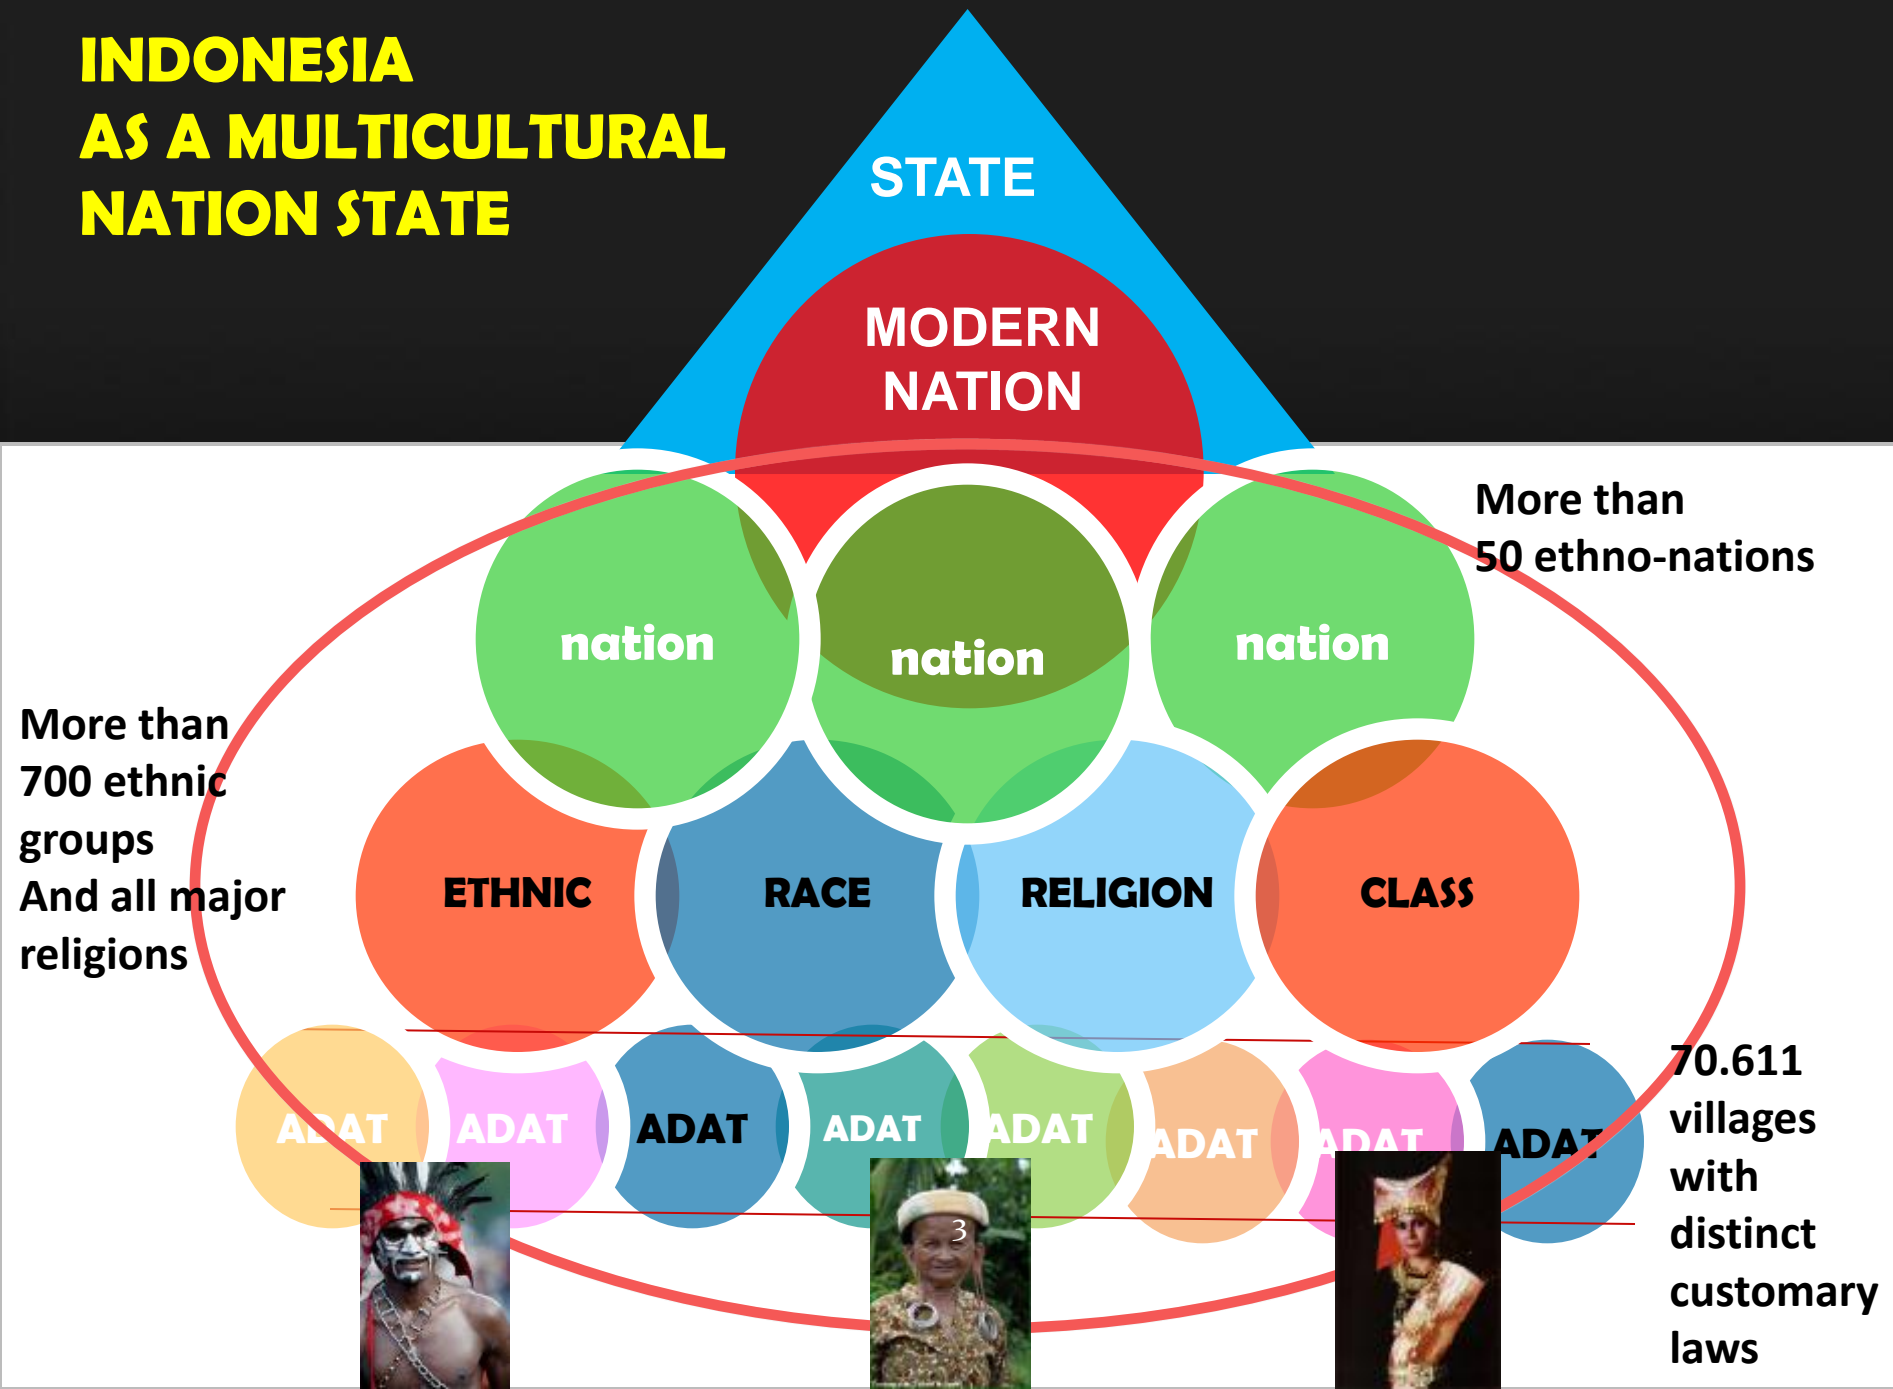 INDONESIA
AS A MULTICULTURAL
NATION STATE
STATE
MODERN
NATION
More than
50 ethno-nations
nation
nation
nation
More than
700 ethnic
groups
And all major
religions
ETHNIC
RACE
RELIGION
CLASS
ADAT
ADAT
ADAT
ADAT
ADAT
ADAT
ADAT
ADAT
70.611
villages
with
distinct
customary
laws
3